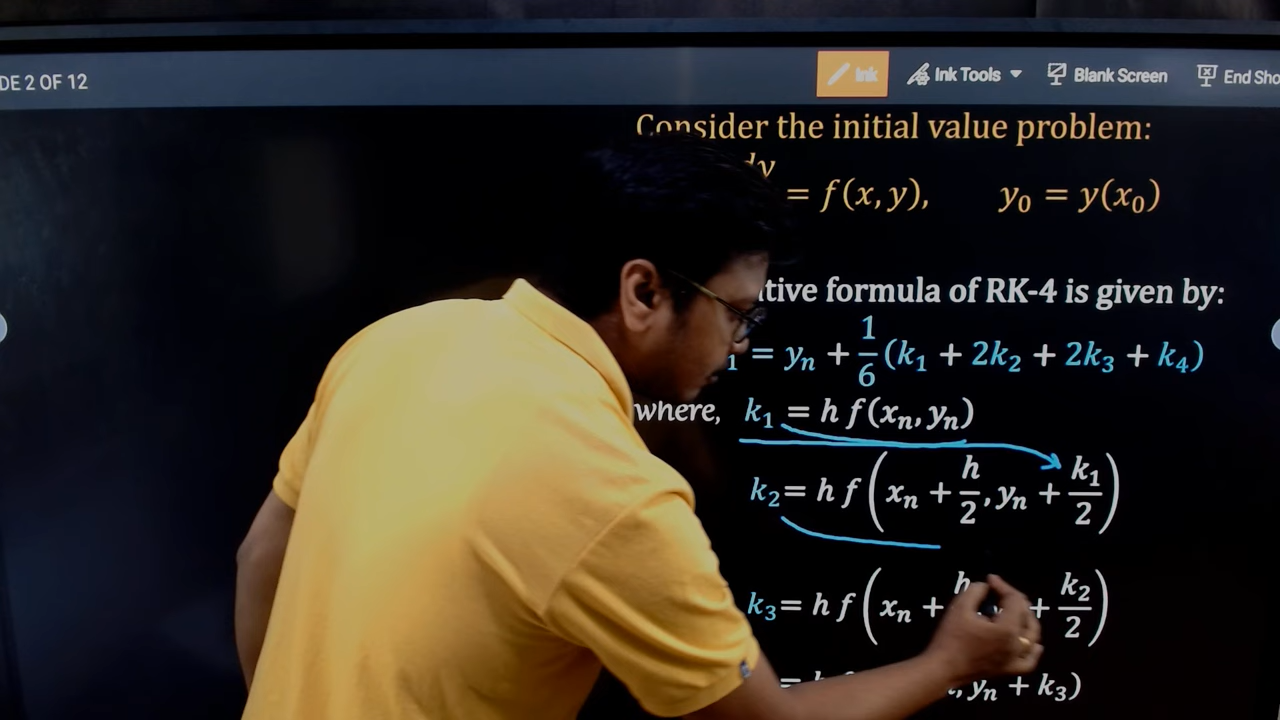 DE 2 OF 12 Ink Ink Tools Blank Screen End Sho
Consider the initial value problem:
dy
= f(x, y), y₀ = y(x₀)
tive formula of RK-4 is given by:
₁ = yₙ + 1/6 (k₁ + 2k₂ + 2k₃ + k₄)
where, k₁ = h f(xₙ, yₙ)
k₂ = h f(xₙ + h/2, yₙ + k₁/2)
k₃ = h f(xₙ + h + k₂/2)
= h , yₙ + k₃)